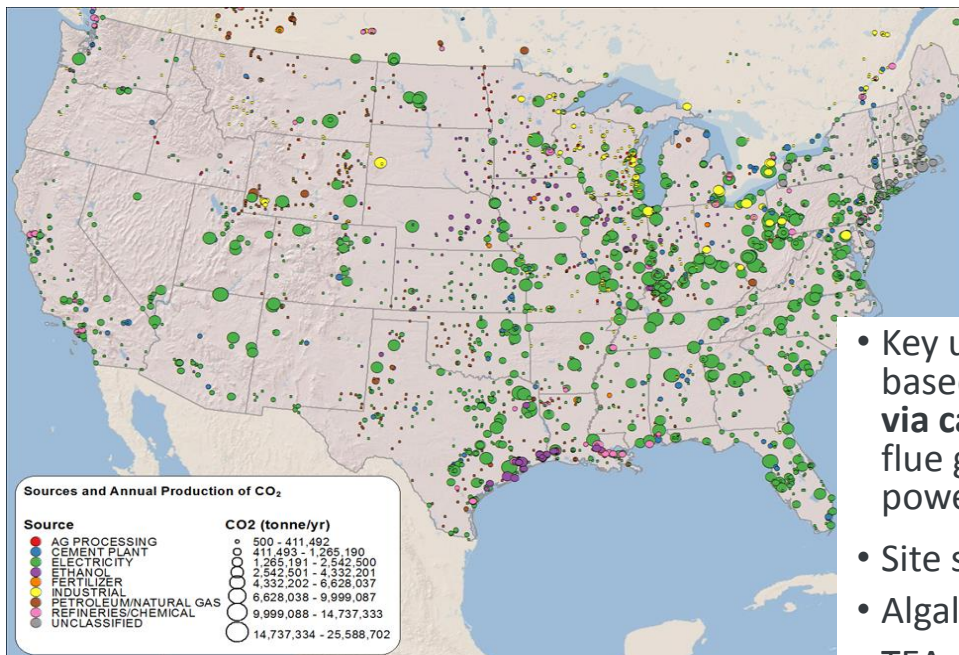 Sources and Annual Production of CO₂
Source
AG PROCESSING
CEMENT PLANT
ELECTRICITY
ETHANOL
FERTILIZER
INDUSTRIAL
PETROLEUM/NATURAL GAS
REFINERIES/CHEMICAL
UNCLASSIFIED
CO2 (tonne/yr)
500 - 411,492
411,493 - 1,265,190
1,265,191 - 2,542,500
2,542,501 - 4,332,201
4,332,202 - 6,628,037
6,628,038 - 9,999,087
9,999,088 - 14,737,333
14,737,334 - 25,588,702
• Key u
based
via ca
flue g
powe
• Site s
• Algal